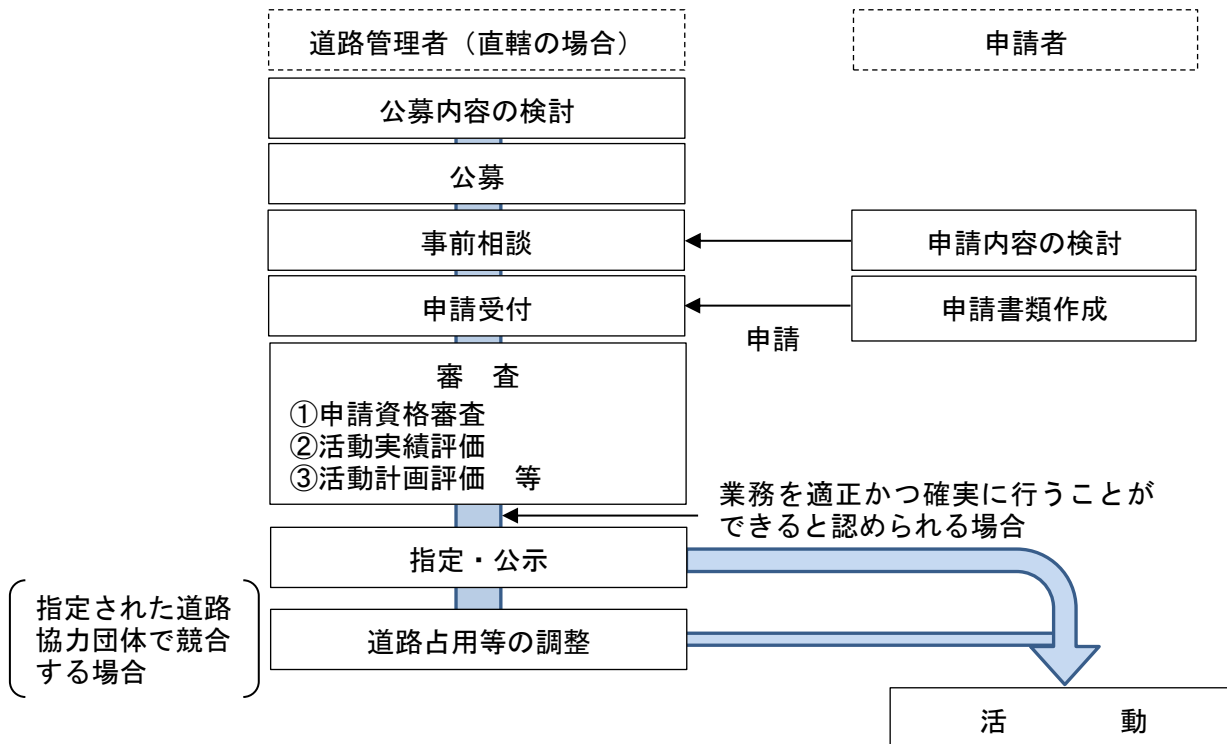 道路管理者（直轄の場合）
申請者
公募内容の検討
公募
事前相談
申請内容の検討
申請受付
申請書類作成
申請
審　査
①申請資格審査
②活動実績評価
③活動計画評価　等
業務を適正かつ確実に行うことが
できると認められる場合
指定・公示
指定された道路
協力団体で競合
する場合
道路占用等の調整
活　　　動